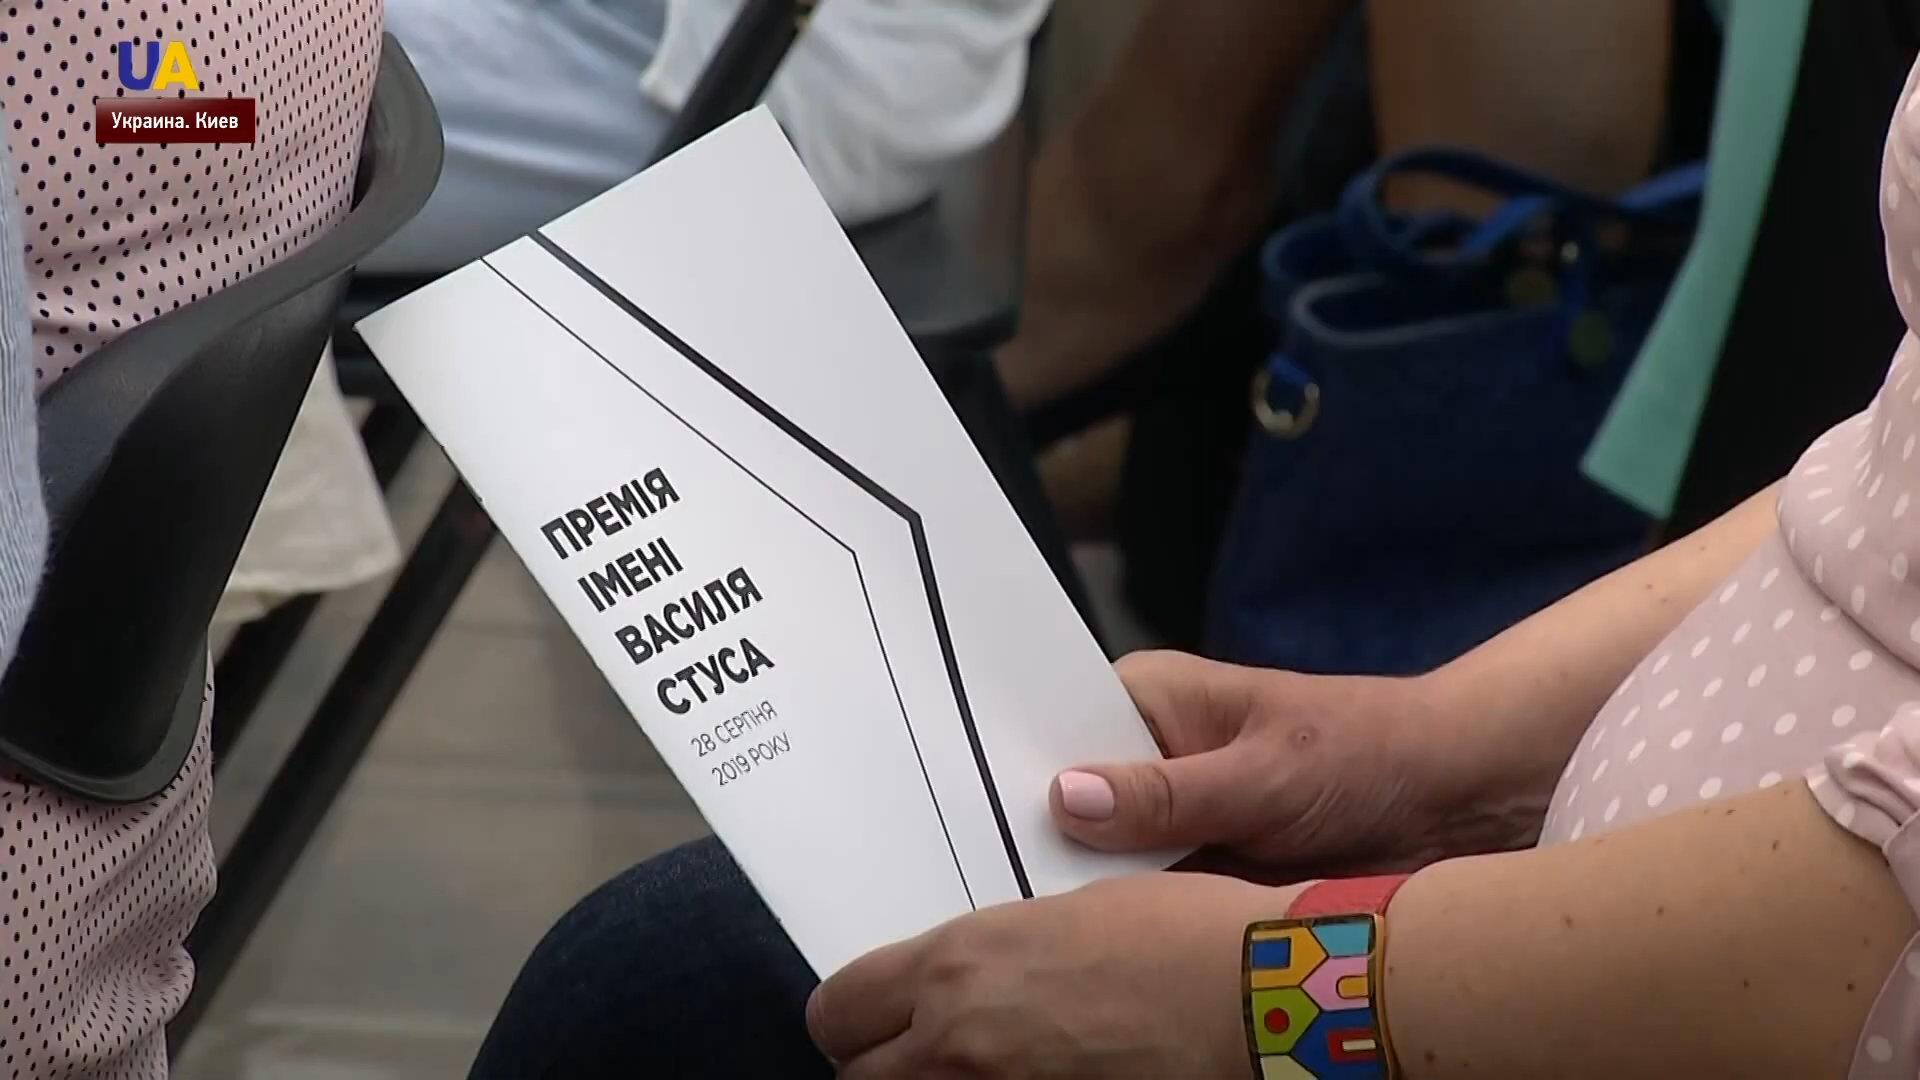 UA
Украина. Киев
ПРЕМІЯ
ІМЕНІ
ВАСИЛЯ
СТУСА
28 СЕРПНЯ
2019 РОКУ